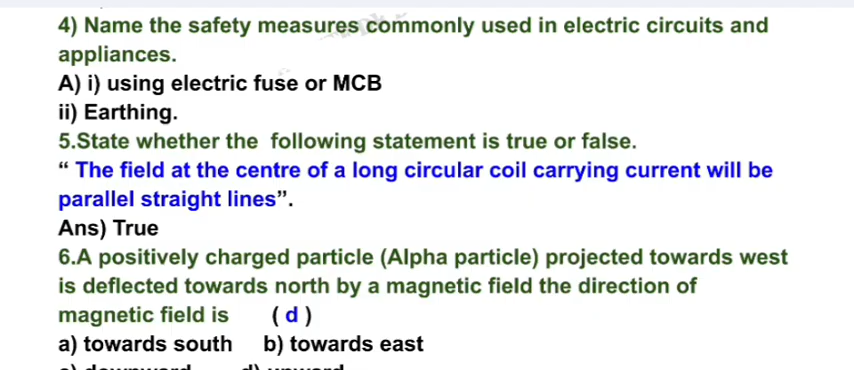 4) Name the safety measures commonly used in electric circuits and
appliances.
A) i) using electric fuse or MCB
ii) Earthing.
5.State whether the following statement is true or false.
“ The field at the centre of a long circular coil carrying current will be
parallel straight lines”.
Ans) True
6.A positively charged particle (Alpha particle) projected towards west
is deflected towards north by a magnetic field the direction of
magnetic field is ( d )
a) towards south b) towards east
c) downward d) upward